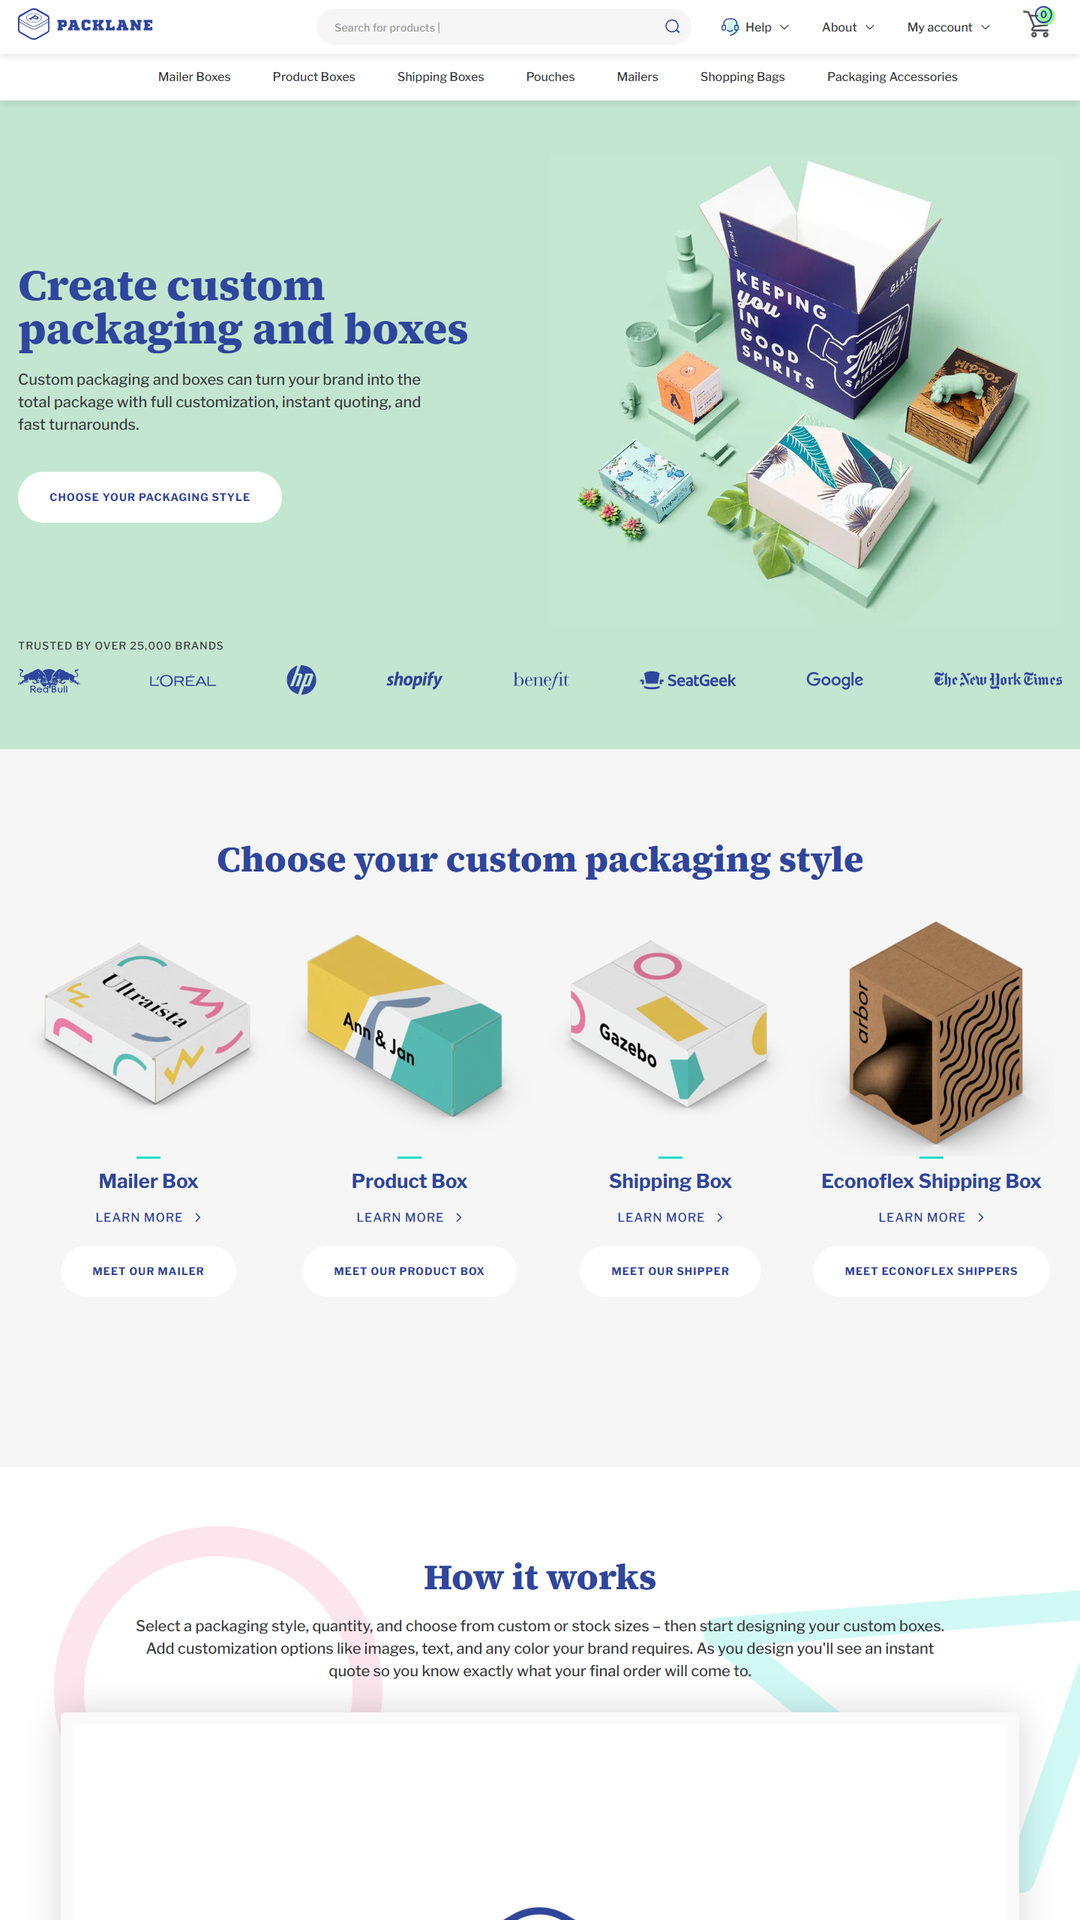 PACKLANE
Search for products |
Help
About
My account
0
Mailer Boxes
Product Boxes
Shipping Boxes
Pouches
Mailers
Shopping Bags
Packaging Accessories
Create custom
packaging and boxes
Custom packaging and boxes can turn your brand into the
total package with full customization, instant quoting, and
fast turnarounds.
CHOOSE YOUR PACKAGING STYLE
KEEPING
you
IN
GOOD
SPIRITS
Molly's
SPIRITS
HIPPOS
TRUSTED BY OVER 25,000 BRANDS
Red Bull
L'ORÉAL
hp
shopify
benefit
SeatGeek
Google
The New York Times
Choose your custom packaging style
Ultraísta
Ann & Jan
Gazebo
arbor
Mailer Box
Product Box
Shipping Box
Econoflex Shipping Box
LEARN MORE
LEARN MORE
LEARN MORE
LEARN MORE
MEET OUR MAILER
MEET OUR PRODUCT BOX
MEET OUR SHIPPER
MEET ECONOFLEX SHIPPERS
How it works
Select a packaging style, quantity, and choose from custom or stock sizes – then start designing your custom boxes.
Add customization options like images, text, and any color your brand requires. As you design you'll see an instant
quote so you know exactly what your final order will come to.